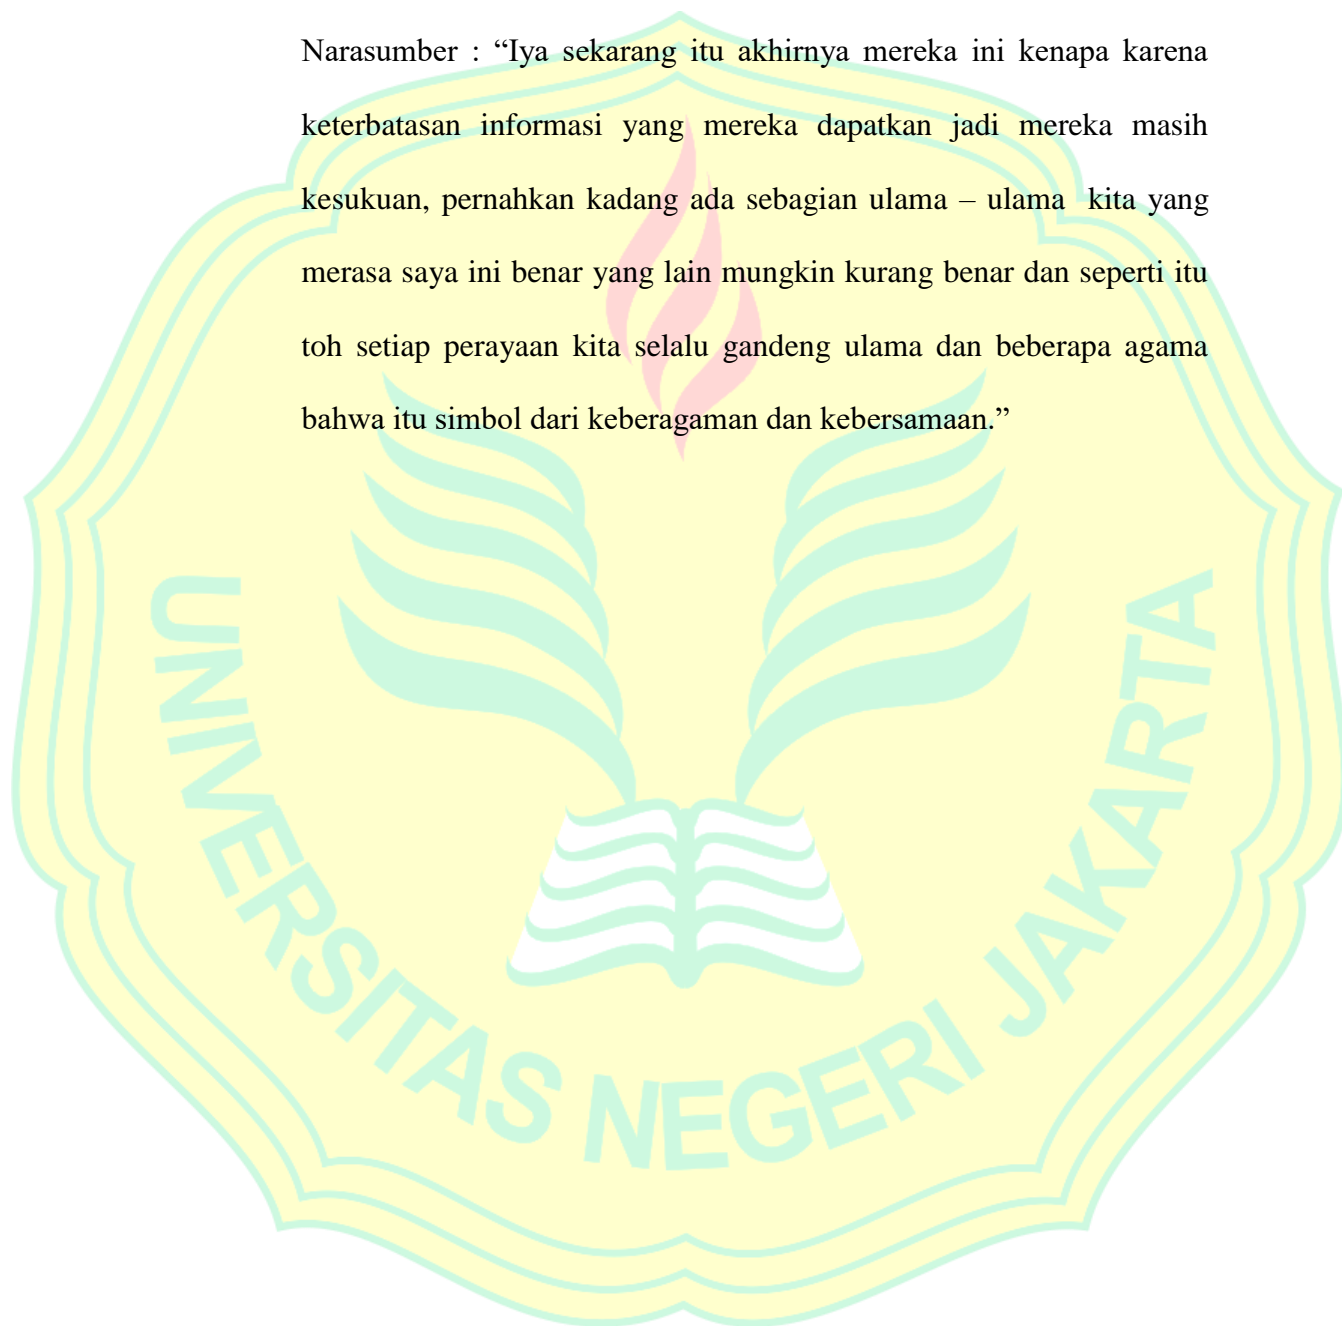 Narasumber : “Iya sekarang itu akhirnya mereka ini kenapa karena
keterbatasan informasi yang mereka dapatkan jadi mereka masih
kesukuan, pernahkan kadang ada sebagian ulama – ulama kita yang
merasa saya ini benar yang lain mungkin kurang benar dan seperti itu
toh setiap perayaan kita selalu gandeng ulama dan beberapa agama
bahwa itu simbol dari keberagaman dan kebersamaan.”
UNIVERSITAS NEGERI JAKARTA